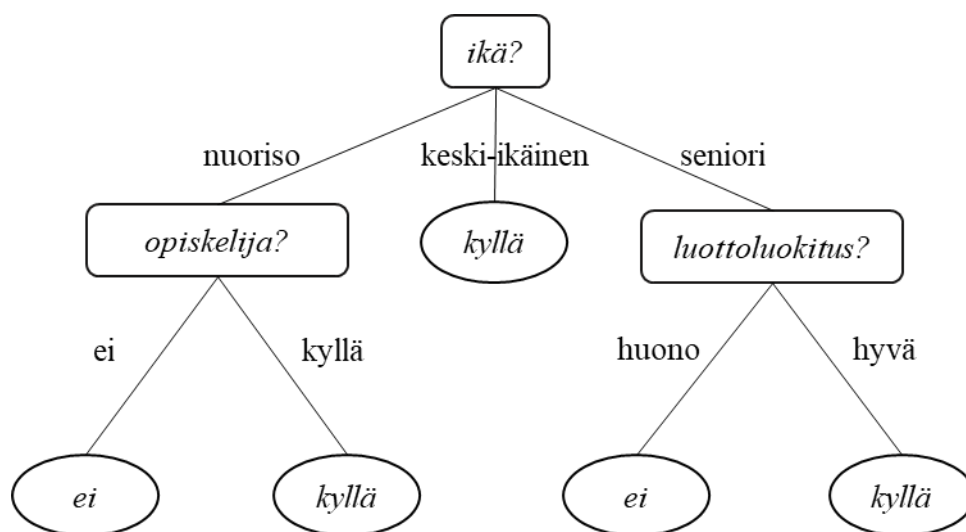 ikä?
nuoriso
keski-ikäinen
seniori
opiskelija?
kyllä
luottoluokitus?
ei
kyllä
huono
hyvä
ei
kyllä
ei
kyllä